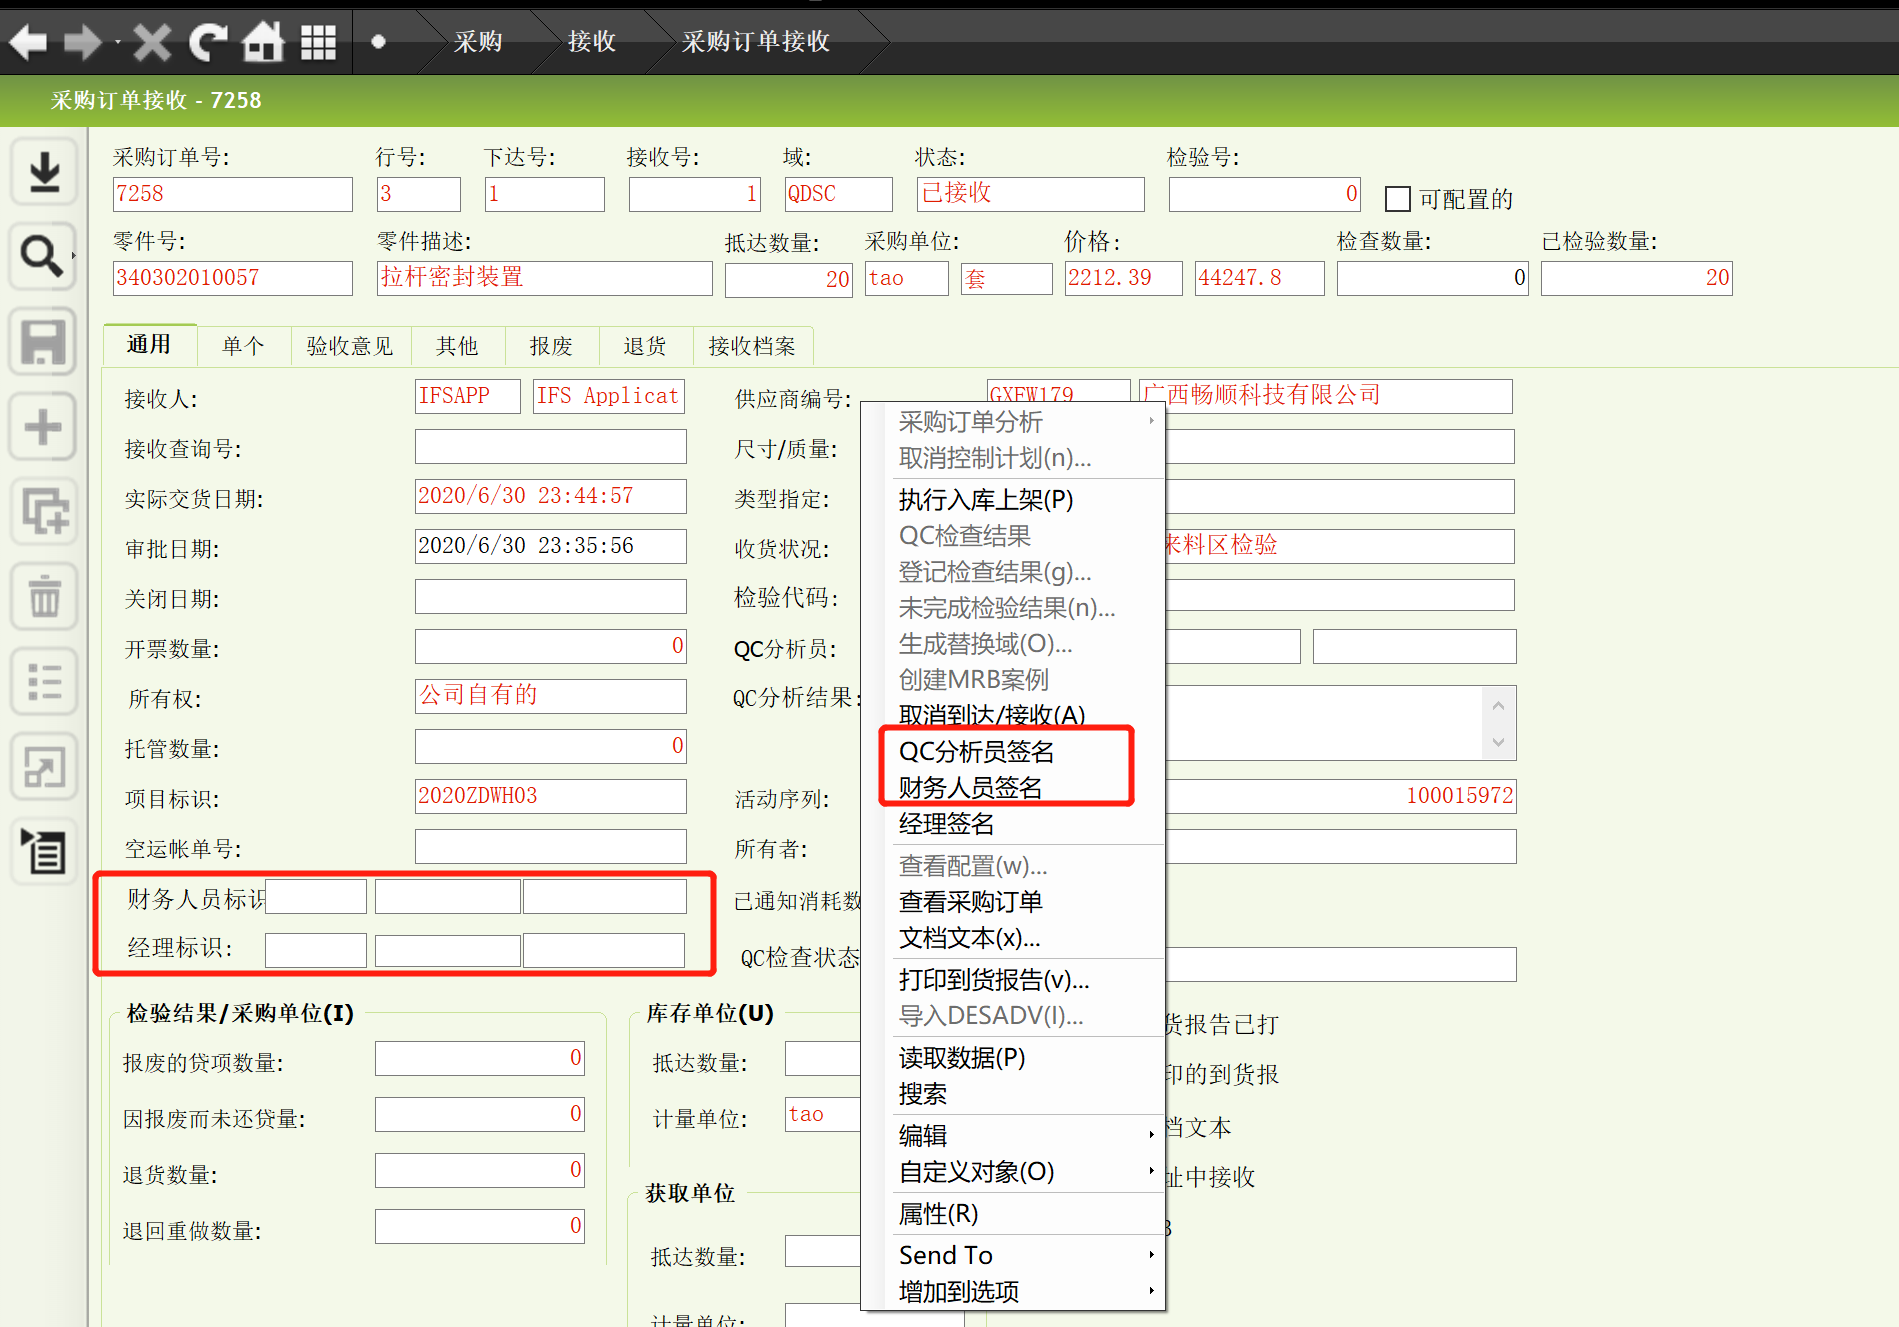 采购 接收 采购订单接收
采购订单接收 - 7258
采购订单号: 行号: 下达号: 接收号: 域: 状态: 检验号:
7258 3 1 1 QDSC 已接收 0 可配置的
零件号: 零件描述: 抵达数量: 采购单位: 价格: 检查数量: 已检验数量:
340302010057 拉杆密封装置 20 tao 套 2212.39 44247.8 0 20
通用 单个 验收意见 其他 报废 退货 接收档案
接收人: IFSAPP IFS Applicat 供应商编号: GXFW179 广西畅顺科技有限公司
接收查询号: 尺寸/质量:
实际交货日期: 2020/6/30 23:44:57 类型指定:
审批日期: 2020/6/30 23:35:56 收货状况: 来料区检验
关闭日期: 检验代码:
开票数量: 0 QC分析员:
所有权: 公司自有的 QC分析结果:
托管数量: 0
项目标识: 2020ZDWH03 活动序列: 100015972
空运帐单号: 所有者:
财务人员标识 已通知消耗数
经理标识: QC检查状态
检验结果/采购单位(I)
报废的贷项数量: 0
因报废而未还贷量: 0
退货数量: 0
退回重做数量: 0
库存单位(U)
抵达数量:
计量单位: tao
获取单位
抵达数量:
计量单位:
采购订单分析
取消控制计划(n)...
执行入库上架(P)
QC检查结果
登记检查结果(g)...
未完成检验结果(n)...
生成替换域(O)...
创建MRB案例
取消到达/接收(A)
QC分析员签名
财务人员签名
经理签名
查看配置(w)...
查看采购订单
文档文本(x)...
打印到货报告(v)...
导入DESADV(I)...
读取数据(P)
搜索
编辑
自定义对象(O)
属性(R)
Send To
增加到选项
货报告已打
印的到货报
档文本
址中接收